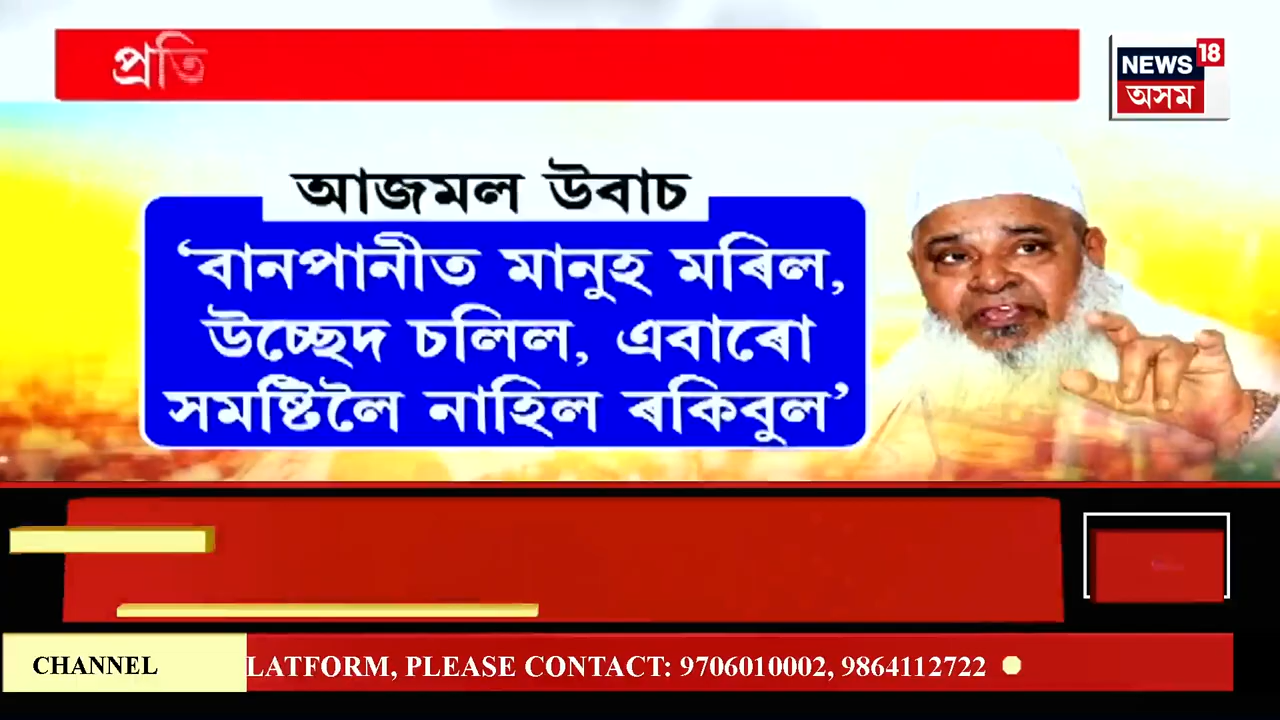 প্ৰতি
NEWS 18
অসম
আজমল উবাচ
‘বানপানীত মানুহ মৰিল,
উচ্ছেদ চলিল, এবাৰো
সমষ্টিলৈ নাহিল ৰকিবুল’
CHANNEL LATFORM, PLEASE CONTACT: 9706010002, 9864112722